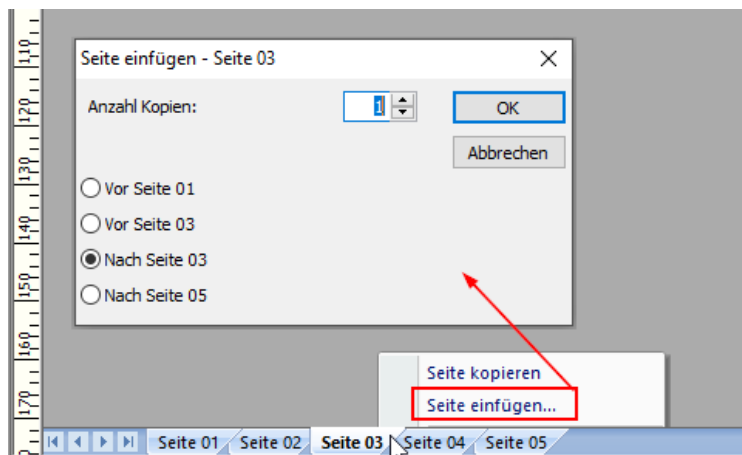 110
Seite einfügen - Seite 03
Anzahl Kopien:
1
OK
120
Abbrechen
130
Vor Seite 01
140
Vor Seite 03
Nach Seite 03
150
Nach Seite 05
160
Seite kopieren
170
Seite einfügen...
Seite 01
Seite 02
Seite 03
Seite 04
Seite 05